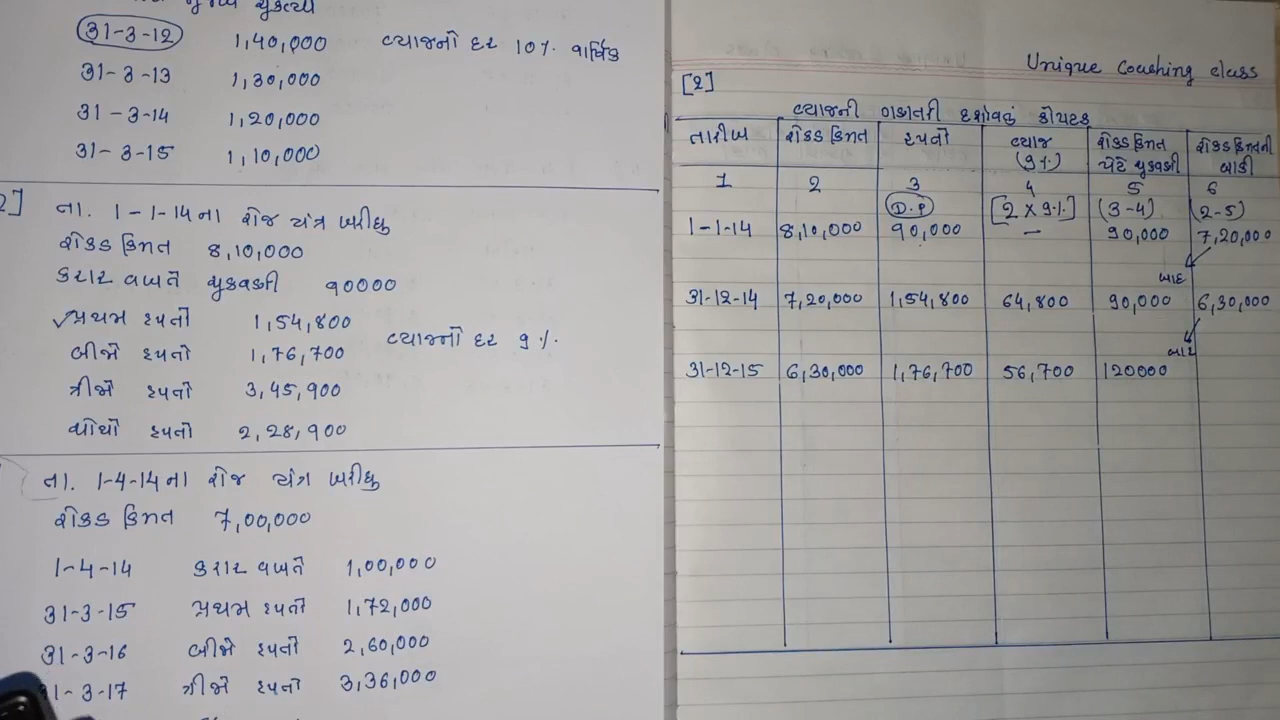 મુજબ ચુકવ્યા
31-3-12 1,40,000 વ્યાજનો દર 10% વાર્ષિક
31-3-13 1,30,000
31-3-14 1,20,000
31-3-15 1,10,000
2] તા. 1-1-14ના રોજ યંત્ર ખરીદ્યુ
રોકડ કિંમત 8,10,000
કરાર વખતે ચુકવણી 90000
✓પ્રથમ હપ્તો 1,54,800
બીજો હપ્તો 1,76,700 વ્યાજનો દર 9%.
ત્રીજો હપ્તો 3,45,900
ચોથો હપ્તો 2,28,900
તા. 1-4-14ના રોજ યંત્ર ખરીદ્યુ
રોકડ કિંમત 7,00,000
1-4-14 કરાર વખતે 1,00,000
31-3-15 પ્રથમ હપ્તો 1,72,000
31-3-16 બીજો હપ્તો 2,60,000
31-3-17 ત્રીજો હપ્તો 3,36,000
Unique Coaching class
[2]
વ્યાજની ગણતરી દર્શાવતું કોષ્ટક
તારીખ રોકડ કિંમત હપ્તો વ્યાજ (9%) રોકડ કિંમત પેટે ચુકવણી રોકડ કિંમતની બાકી
1 2 3 4 5 6
D.P [2 X 9%] (3-4) (2-5)
1-1-14 8,10,000 90,000 — 90,000 7,20,000
બાદ
31-12-14 7,20,000 1,54,800 64,800 90,000 6,30,000
બાદ
31-12-15 6,30,000 1,76,700 56,700 120000